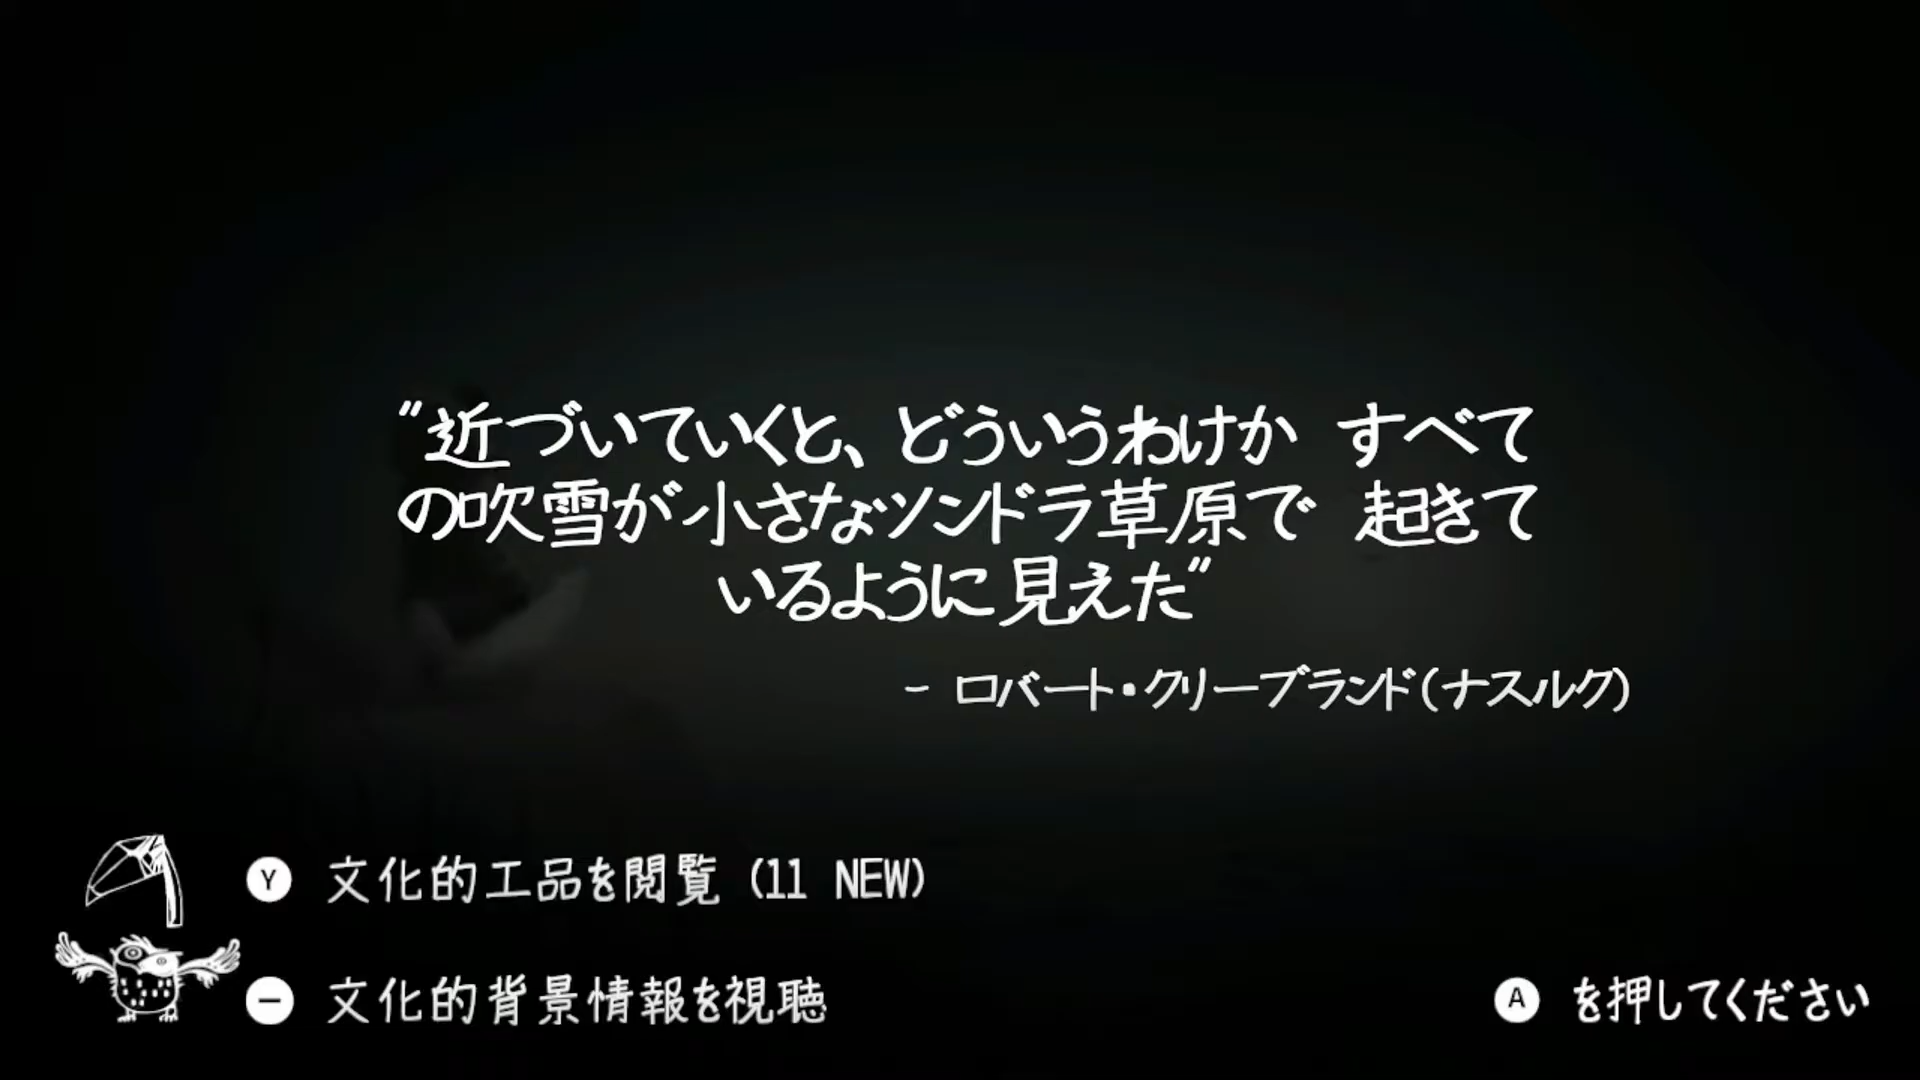 "近づいていくと、どういうわけか すべて
の吹雪が小さなツンドラ草原で 起きて
いるように見えた"
- ロバート・クリーブランド(ナスルク)
Y 文化的工品を閲覧 (11 NEW)
- 文化的背景情報を視聴
A を押してください